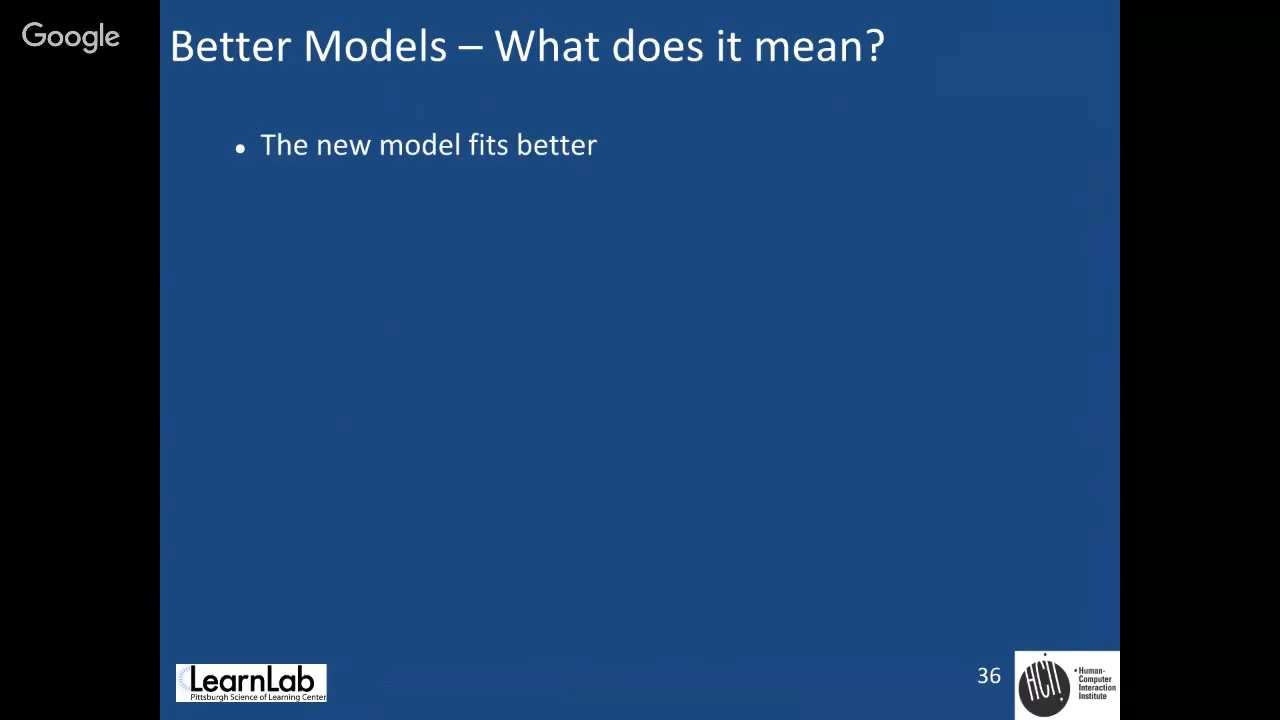 Google
Better Models – What does it mean?
• The new model fits better
LearnLab
Pittsburgh Science of Learning Center
36
HCII
• Human-
Computer
Interaction
Institute